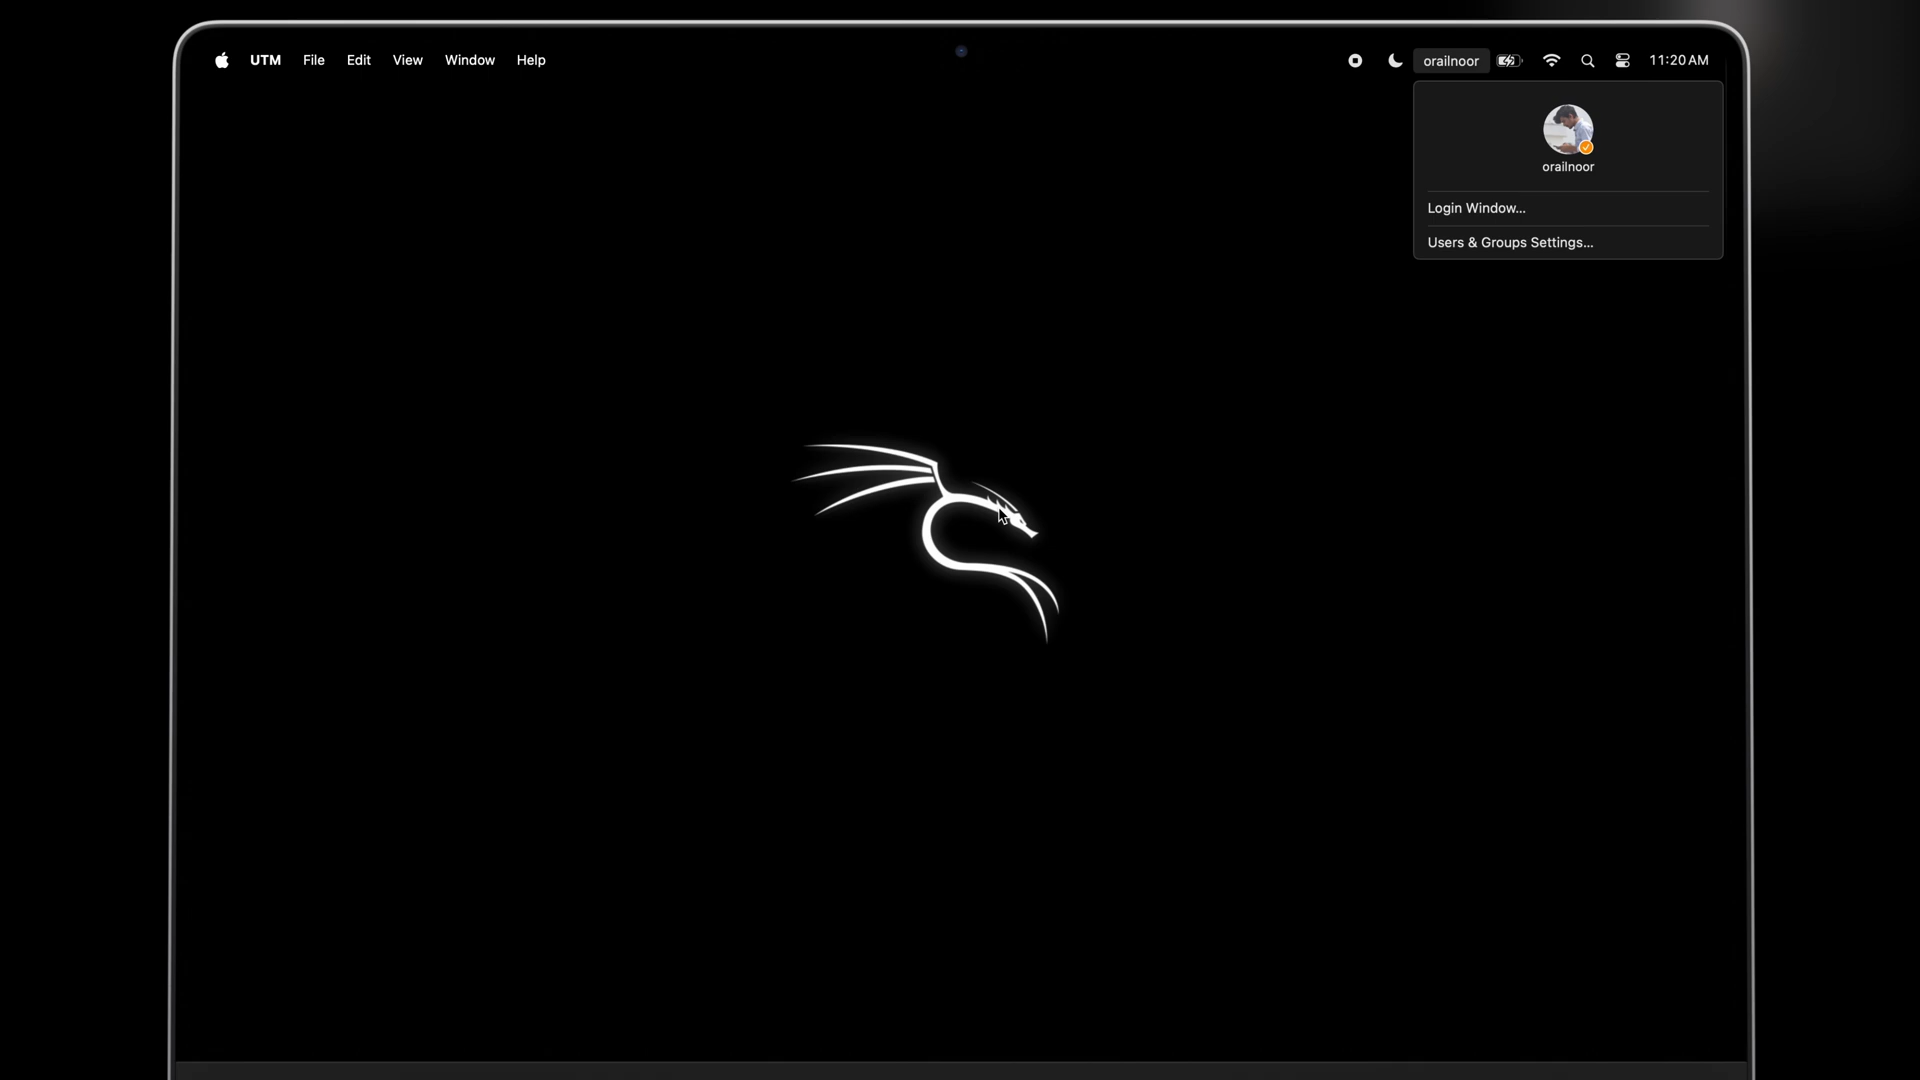 UTM File Edit View Window Help
orailnoor 11:20 AM
orailnoor
Login Window...
Users & Groups Settings...